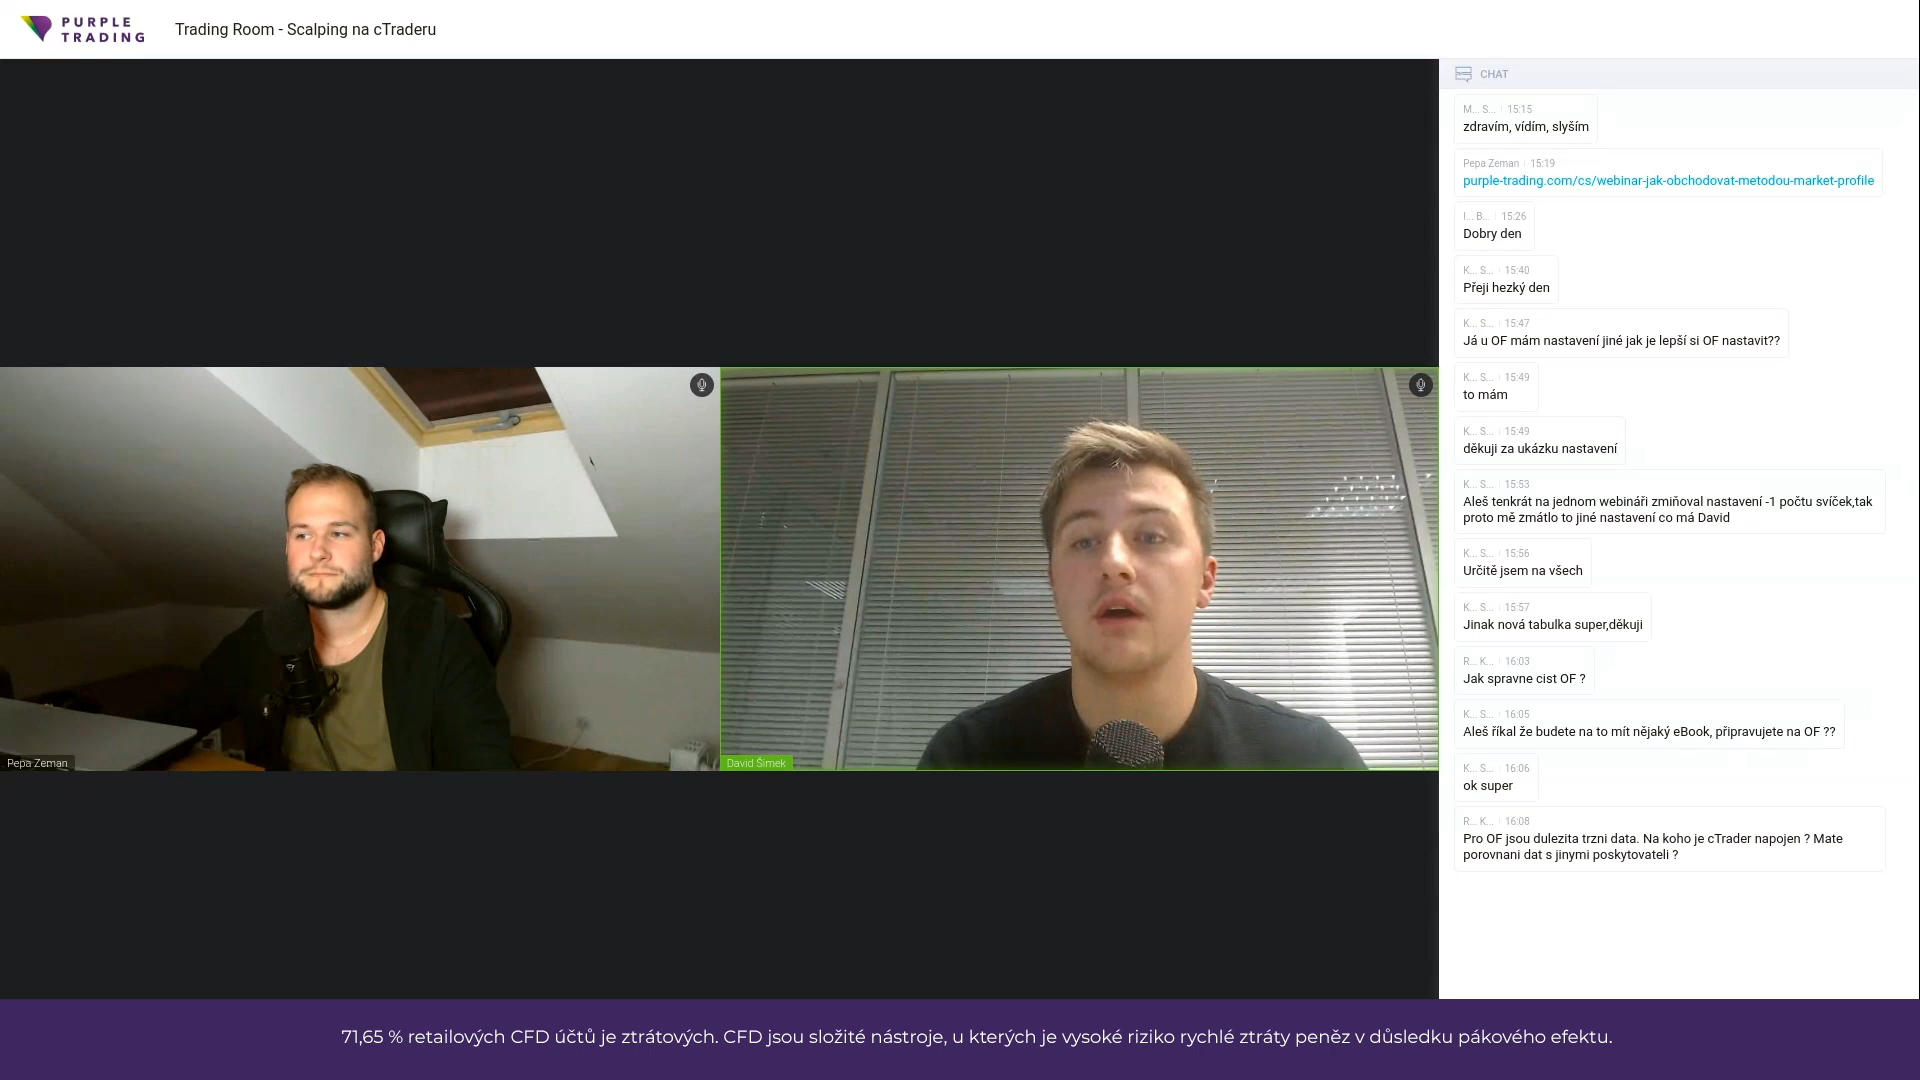 PURPLE
TRADING
Trading Room - Scalping na cTraderu
CHAT
M... S... 15:15
zdravím, vídím, slyším
Pepa Zeman 15:19
purple-trading.com/cs/webinar-jak-obchodovat-metodou-market-profile
I... B... 15:26
Dobry den
K... S... 15:40
Přeji hezký den
K... S... 15:47
Já u OF mám nastavení jiné jak je lepší si OF nastavit??
K... S... 15:49
to mám
K... S... 15:49
děkuji za ukázku nastavení
K... S... 15:53
Aleš tenkrát na jednom webináři zmiňoval nastavení -1 počtu svíček,tak
proto mě zmátlo to jiné nastavení co má David
K... S... 15:56
Určitě jsem na všech
K... S... 15:57
Jinak nová tabulka super,děkuji
R... K... 16:03
Jak spravne cist OF ?
K... S... 16:05
Aleš říkal že budete na to mít nějaký eBook, připravujete na OF ??
K... S... 16:06
ok super
R... K... 16:08
Pro OF jsou dulezita trzni data. Na koho je cTrader napojen ? Mate
porovnani dat s jinymi poskytovateli ?
Pepa Zeman
David Šimek
71,65 % retailových CFD účtů je ztrátových. CFD jsou složité nástroje, u kterých je vysoké riziko rychlé ztráty peněz v důsledku pákového efektu.